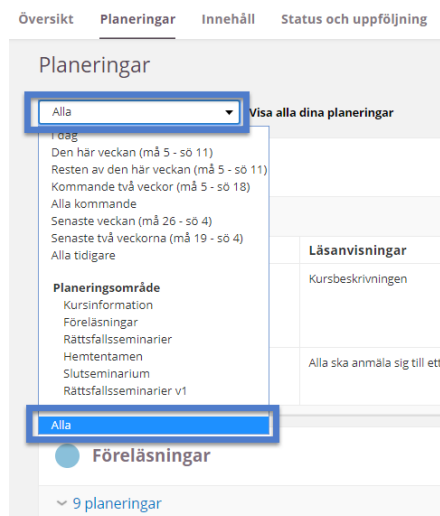 Översikt Planeringar Innehåll Status och uppföljning
Planeringar
Alla Visa alla dina planeringar
I dag
Den här veckan (må 5 - sö 11)
Resten av den här veckan (må 5 - sö 11)
Kommande två veckor (må 5 - sö 18)
Alla kommande
Senaste veckan (må 26 - sö 4)
Senaste två veckorna (må 19 - sö 4)
Alla tidigare
Läsanvisningar
Kursbeskrivningen
Planeringsområde
Kursinformation
Föreläsningar
Rättsfallsseminarier
Hemtentamen
Slutseminarium
Rättsfallsseminarier v1
Alla ska anmäla sig till ett
Alla
Föreläsningar
9 planeringar